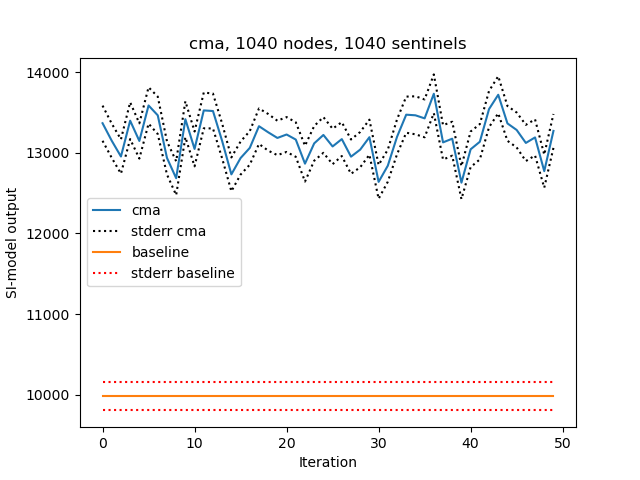 cma, 1040 nodes, 1040 sentinels
14000
13000
12000
11000
10000
SI-model output
cma
stderr cma
baseline
stderr baseline
0 10 20 30 40 50
Iteration